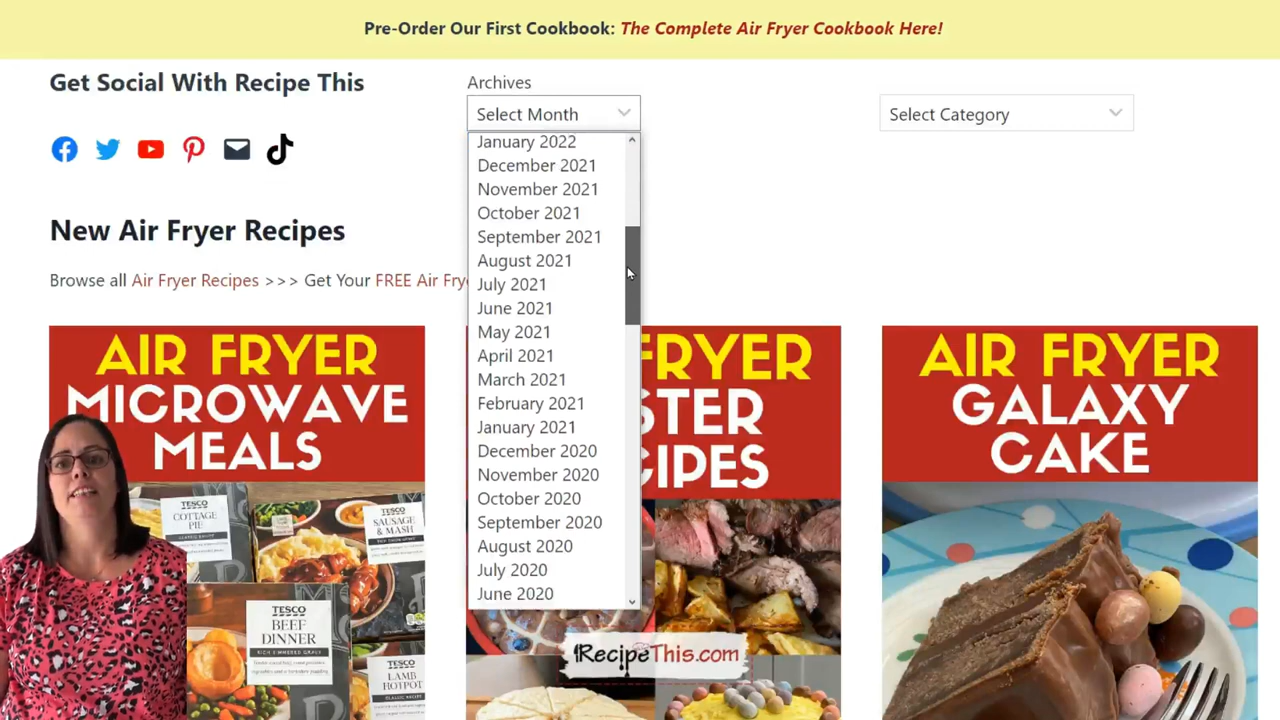 Pre-Order Our First Cookbook: The Complete Air Fryer Cookbook Here!
Get Social With Recipe This
Archives
Select Month
Select Category
January 2022
December 2021
November 2021
October 2021
September 2021
August 2021
July 2021
June 2021
May 2021
April 2021
March 2021
February 2021
January 2021
December 2020
November 2020
October 2020
September 2020
August 2020
July 2020
June 2020
New Air Fryer Recipes
Browse all Air Fryer Recipes >>> Get Your FREE Air Frye
AIR FRYER
MICROWAVE
MEALS
FRYER
STER
CIPES
AIR FRYER
GALAXY
CAKE
TESCO
COTTAGE
PIE
TESCO
SAUSAGE
& MASH
TESCO
BEEF
DINNER
TESCO
LAMB
HOTPOT
RecipeThis.com